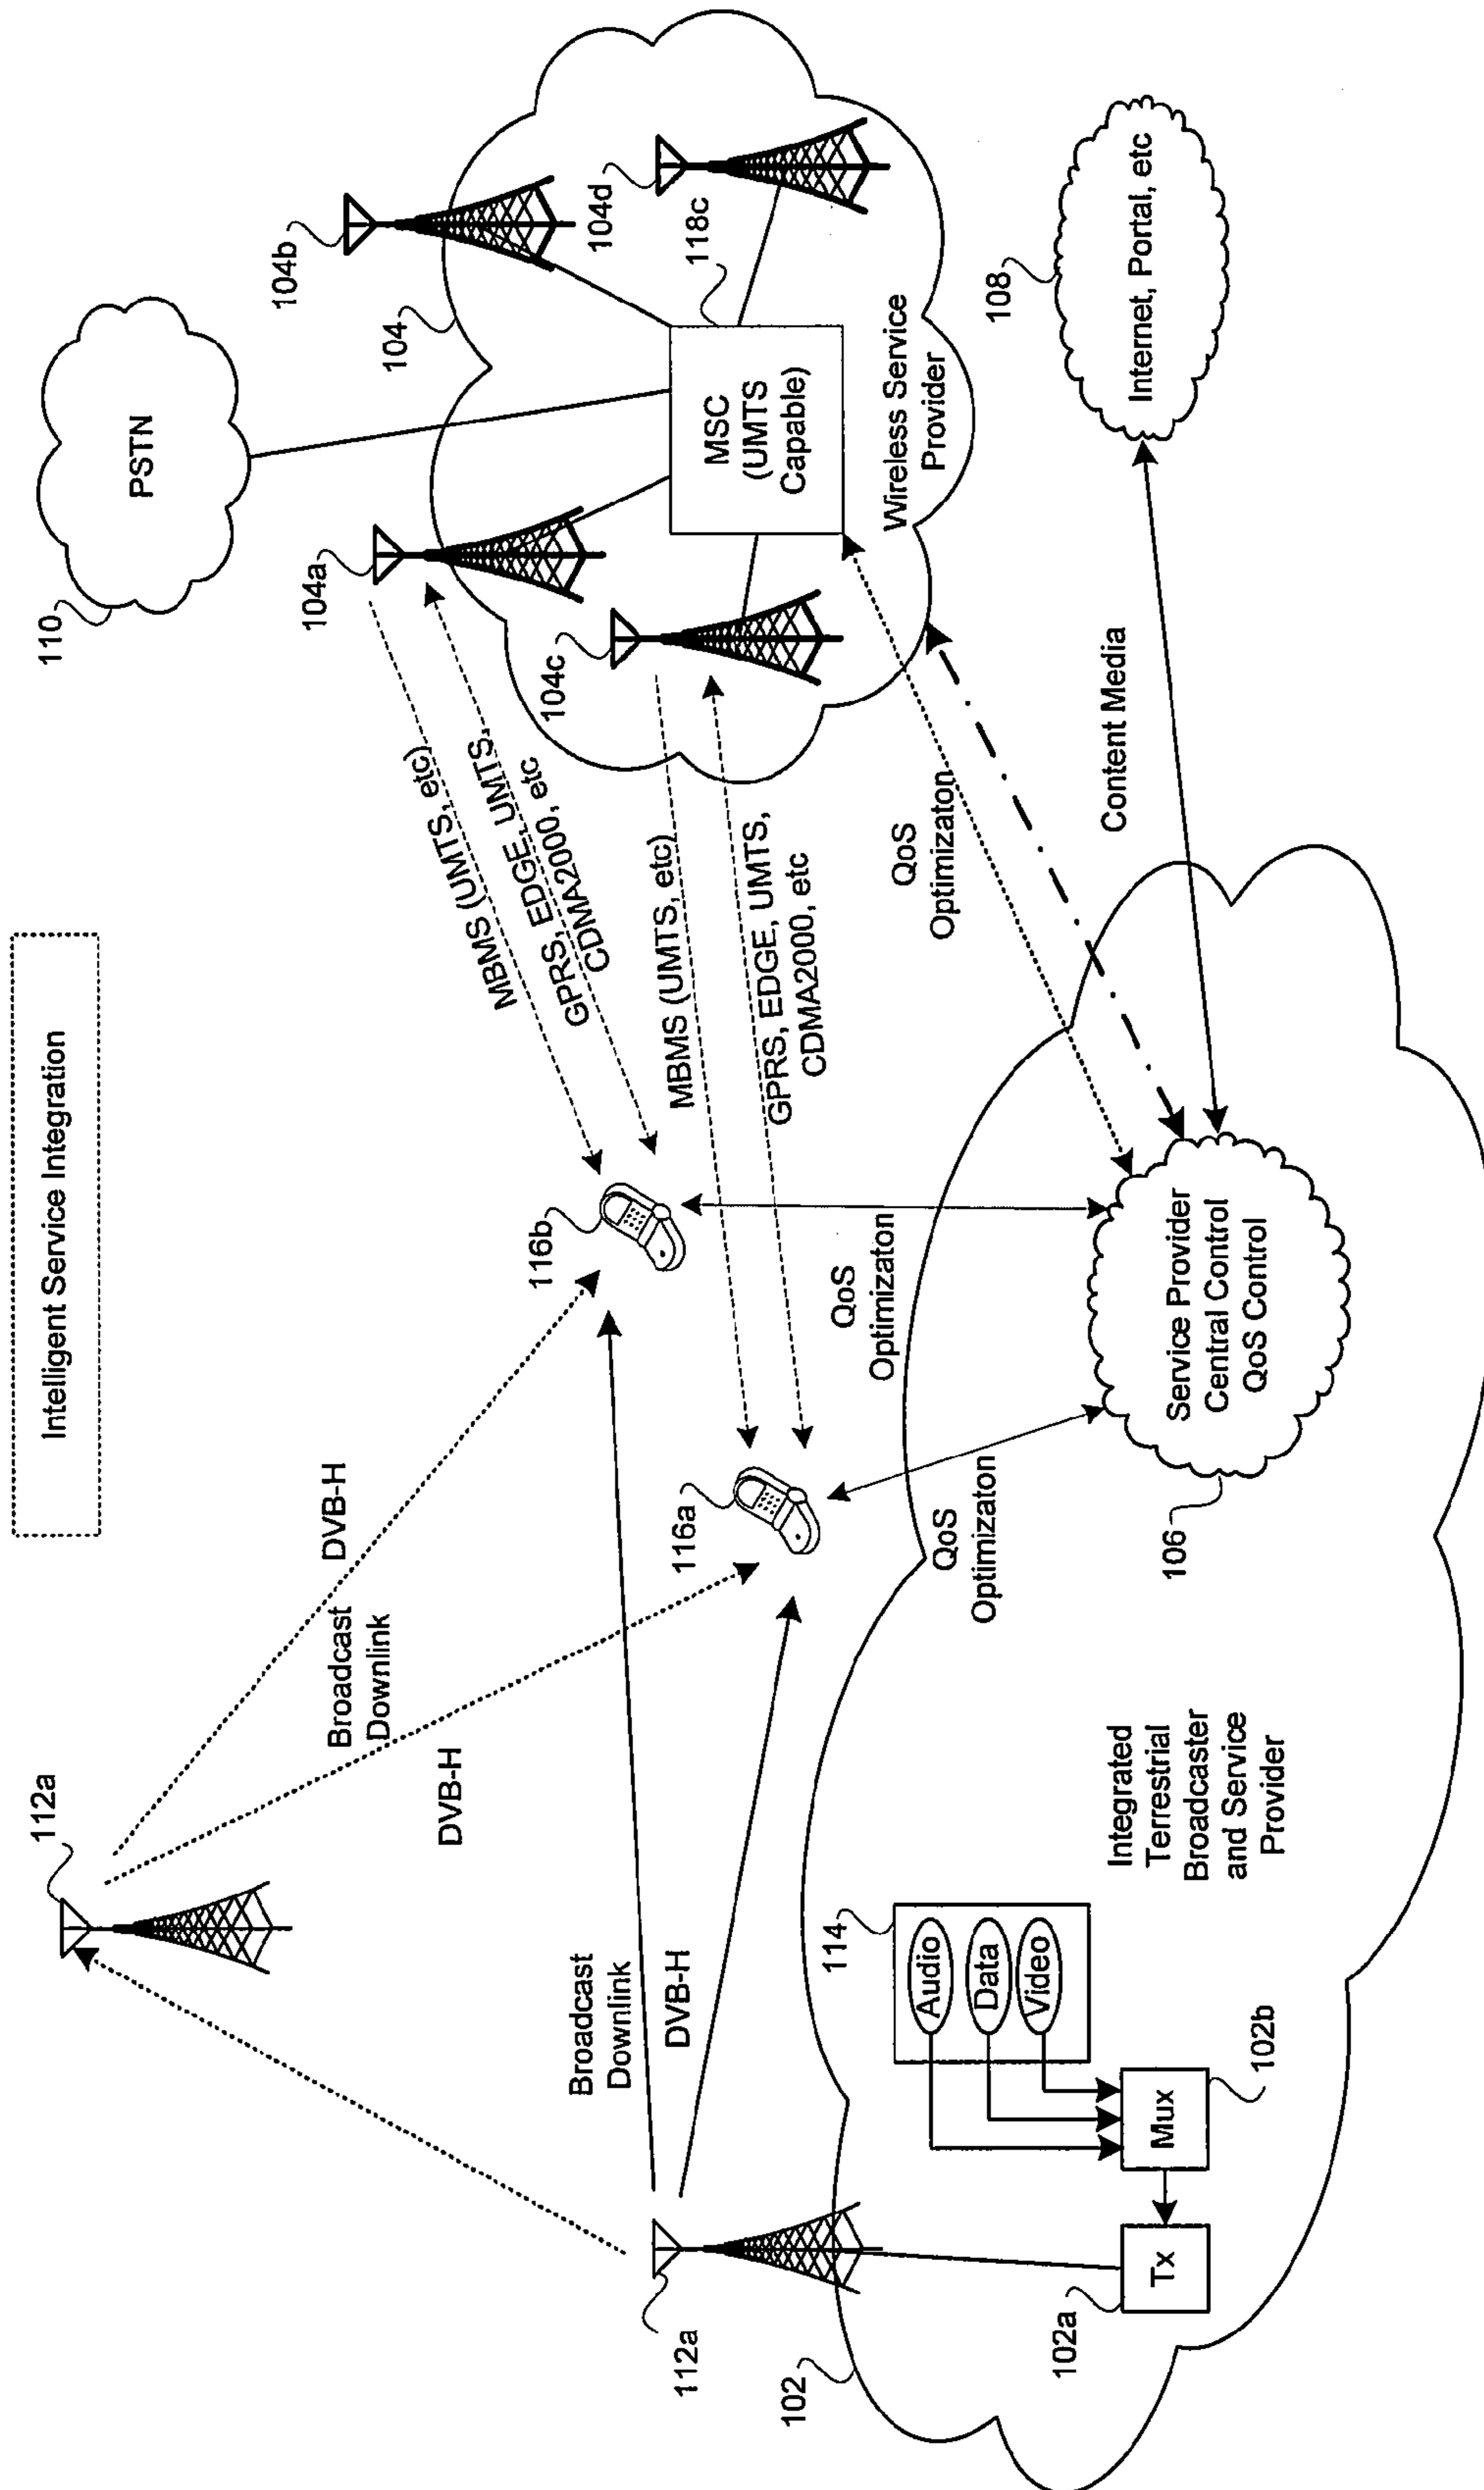 Intelligent Service Integration
110
PSTN
112a
DVB-H
Broadcast
Downlink
DVB-H
104a
104b
104
104c
104d
118c
MSC
(UMTS
Capable)
Wireless Service
Provider
MBMS (UMTS, etc)
GPRS, EDGE, UMTS,
CDMA2000, etc
MBMS (UMTS, etc)
GPRS, EDGE, UMTS,
CDMA2000, etc
116b
116a
Broadcast
Downlink
DVB-H
112a
QoS
Optimizaton
QoS
Optimizaton
QoS
Optimizaton
Content Media
108
Internet, Portal, etc
102
114
Audio
Data
Video
Integrated
Terrestrial
Broadcaster
and Service
Provider
Service Provider
Central Control
QoS Control
106
102a
Tx
Mux
102b